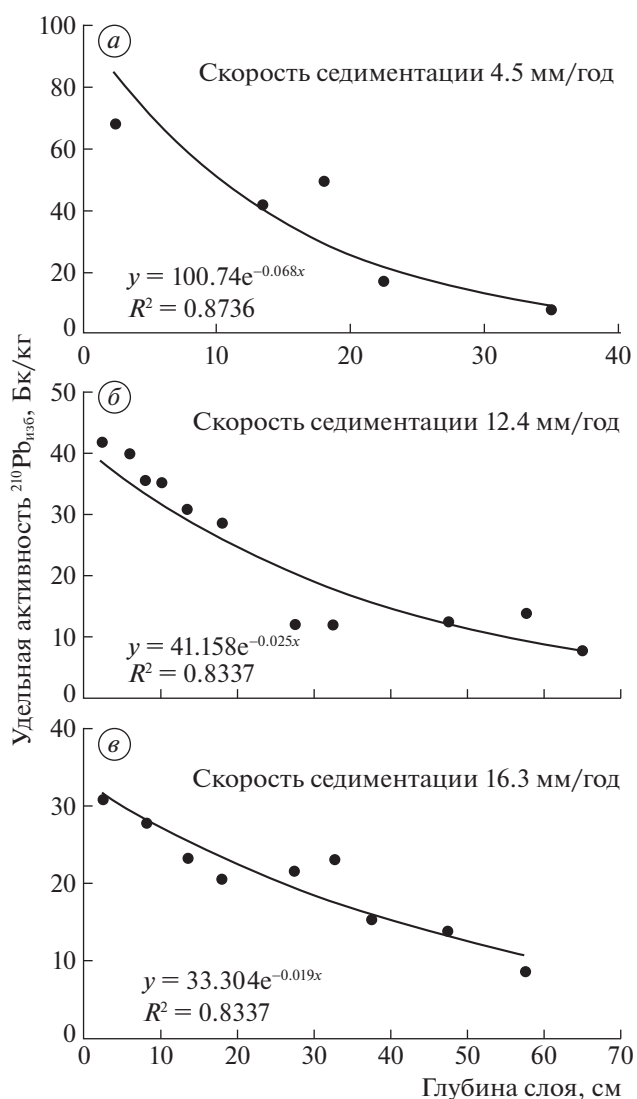 Удельная активность ²¹⁰Pbизб, Бк/кг
а
Скорость седиментации 4.5 мм/год
100
80
60
40
20
0
y = 100.74e^−0.068x
R² = 0.8736
0 10 20 30 40
б
Скорость седиментации 12.4 мм/год
50
40
30
20
10
0
y = 41.158e^−0.025x
R² = 0.8337
в
Скорость седиментации 16.3 мм/год
40
30
20
10
0
y = 33.304e^−0.019x
R² = 0.8337
0 10 20 30 40 50 60 70
Глубина слоя, см